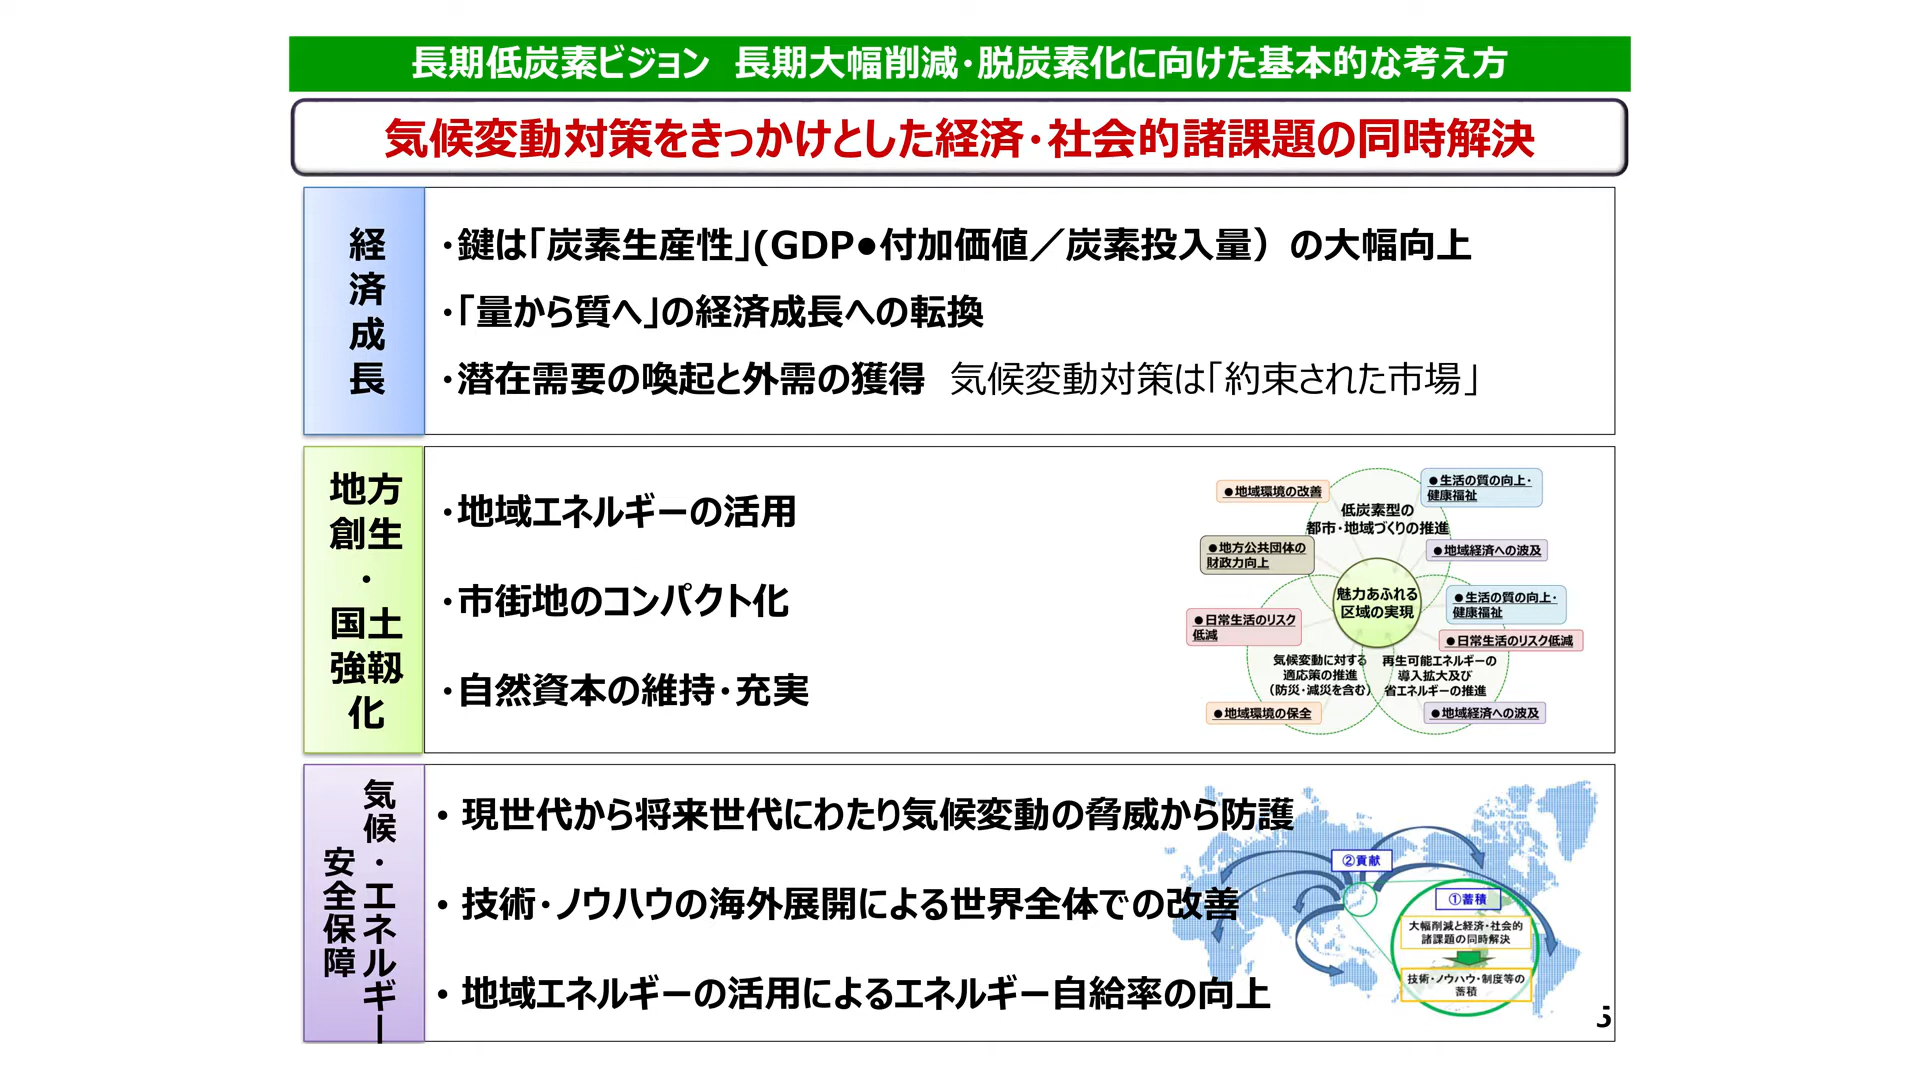 長期低炭素ビジョン　長期大幅削減・脱炭素化に向けた基本的な考え方
気候変動対策をきっかけとした経済・社会的諸課題の同時解決
経済成長
・鍵は「炭素生産性」(GDP●付加価値／炭素投入量）の大幅向上
・「量から質へ」の経済成長への転換
・潜在需要の喚起と外需の獲得　気候変動対策は「約束された市場」
地方
創生
・
国土
強靱
化
・地域エネルギーの活用
・市街地のコンパクト化
・自然資本の維持・充実
●地域環境の改善
●生活の質の向上・
健康福祉
低炭素型の
都市・地域づくりの推進
●地方公共団体の
財政力向上
●地域経済への波及
魅力あふれる
区域の実現
●生活の質の向上・
健康福祉
●日常生活のリスク
低減
●日常生活のリスク低減
気候変動に対する
適応策の推進
（防災・減災を含む）
再生可能エネルギーの
導入拡大及び
省エネルギーの推進
●地域環境の保全
●地域経済への波及
気候・エネルギー
安全保障
• 現世代から将来世代にわたり気候変動の脅威から防護
• 技術・ノウハウの海外展開による世界全体での改善
• 地域エネルギーの活用によるエネルギー自給率の向上
②貢献
①蓄積
大幅削減と経済・社会的
諸課題の同時解決
技術・ノウハウ・制度等の
蓄積
5